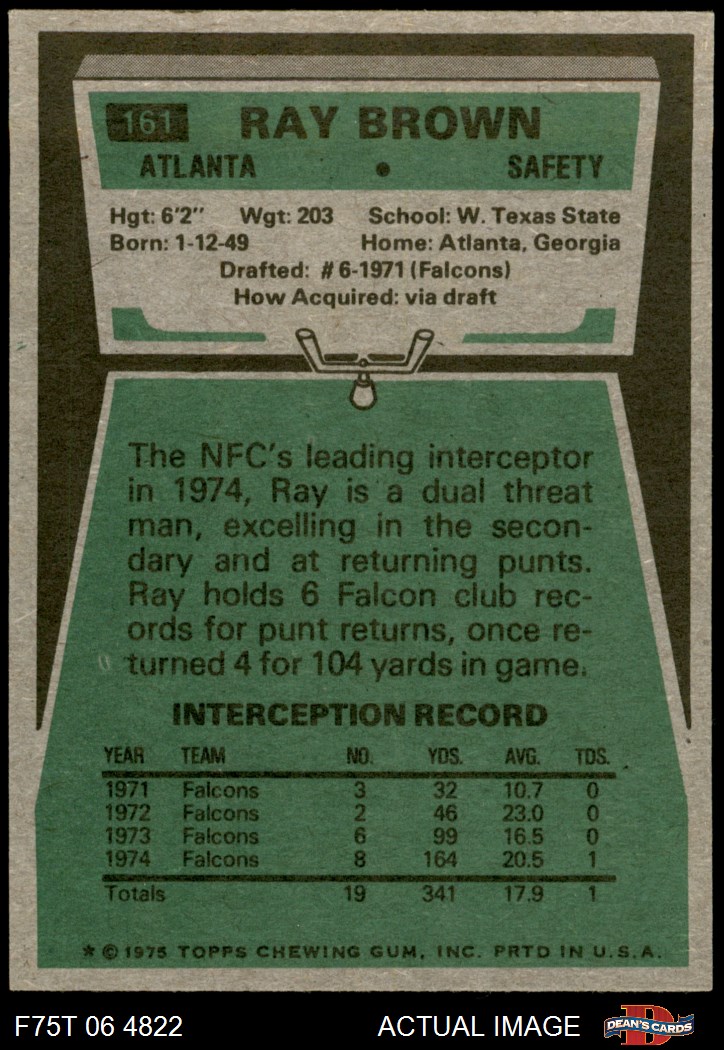 161 RAY BROWN
ATLANTA • SAFETY
Hgt: 6'2" Wgt: 203 School: W. Texas State
Born: 1-12-49 Home: Atlanta, Georgia
Drafted: #6-1971 (Falcons)
How Acquired: via draft
The NFC's leading interceptor
in 1974, Ray is a dual threat
man, excelling in the secon-
dary and at returning punts.
Ray holds 6 Falcon club rec-
ords for punt returns, once re-
turned 4 for 104 yards in game.
INTERCEPTION RECORD
YEAR TEAM NO. YDS. AVG. TDS.
1971 Falcons 3 32 10.7 0
1972 Falcons 2 46 23.0 0
1973 Falcons 6 99 16.5 0
1974 Falcons 8 164 20.5 1
Totals 19 341 17.9 1
* © 1975 TOPPS CHEWING GUM, INC. PRTD IN U.S.A.
F75T 06 4822 ACTUAL IMAGE D DEAN'S CARDS